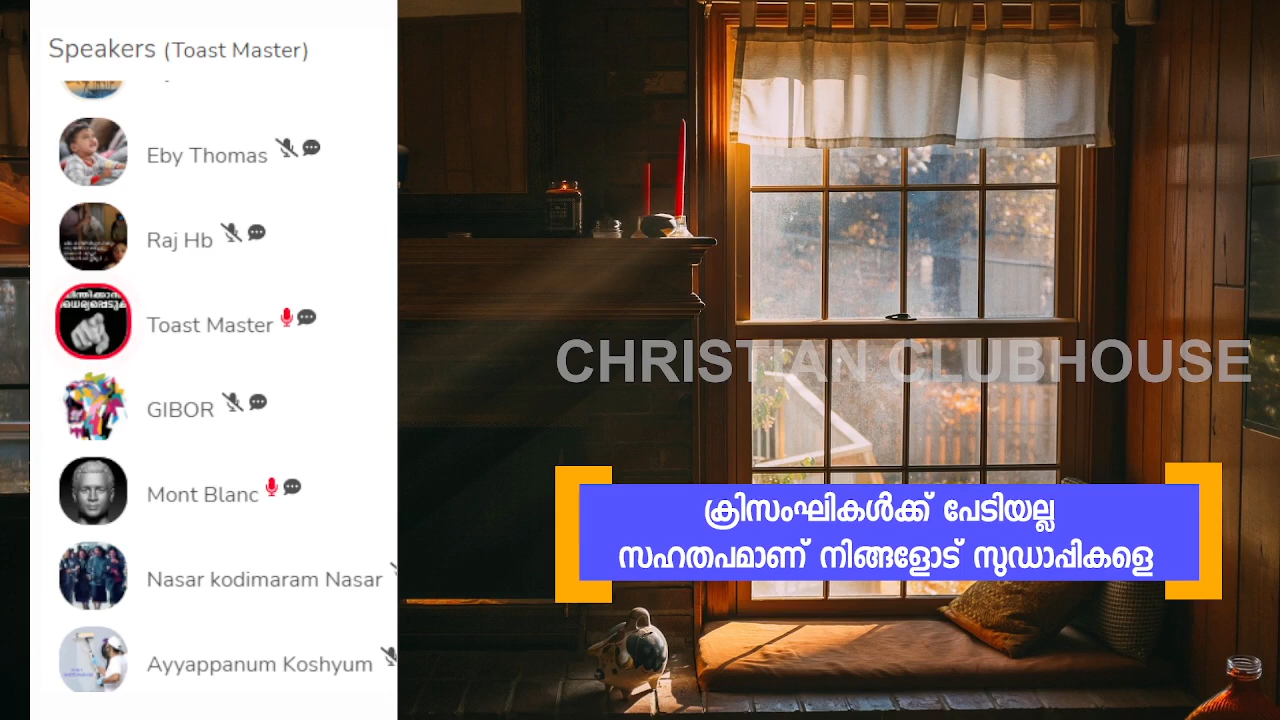 Speakers (Toast Master)
Eby Thomas
Raj Hb
ചിന്തിക്കാൻ
ധൈര്യപ്പെടുക
Toast Master
GIBOR
Mont Blanc
Nasar kodimaram Nasar
Ayyappanum Koshyum
CHRISTIAN CLUBHOUSE
ക്രിസംഘികൾക്ക് പേടിയല്ല
സഹതപമാണ് നിങ്ങളോട് സുഡാപ്പികളെ